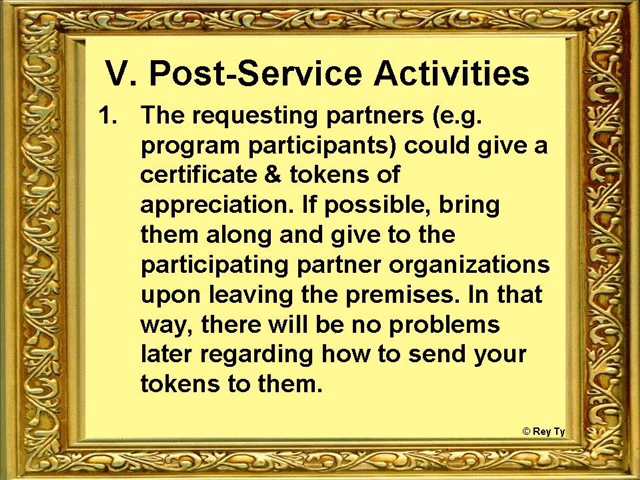 V. Post-Service Activities
1. The requesting partners (e.g.
program participants) could give a
certificate & tokens of
appreciation. If possible, bring
them along and give to the
participating partner organizations
upon leaving the premises. In that
way, there will be no problems
later regarding how to send your
tokens to them.
© Rey Ty